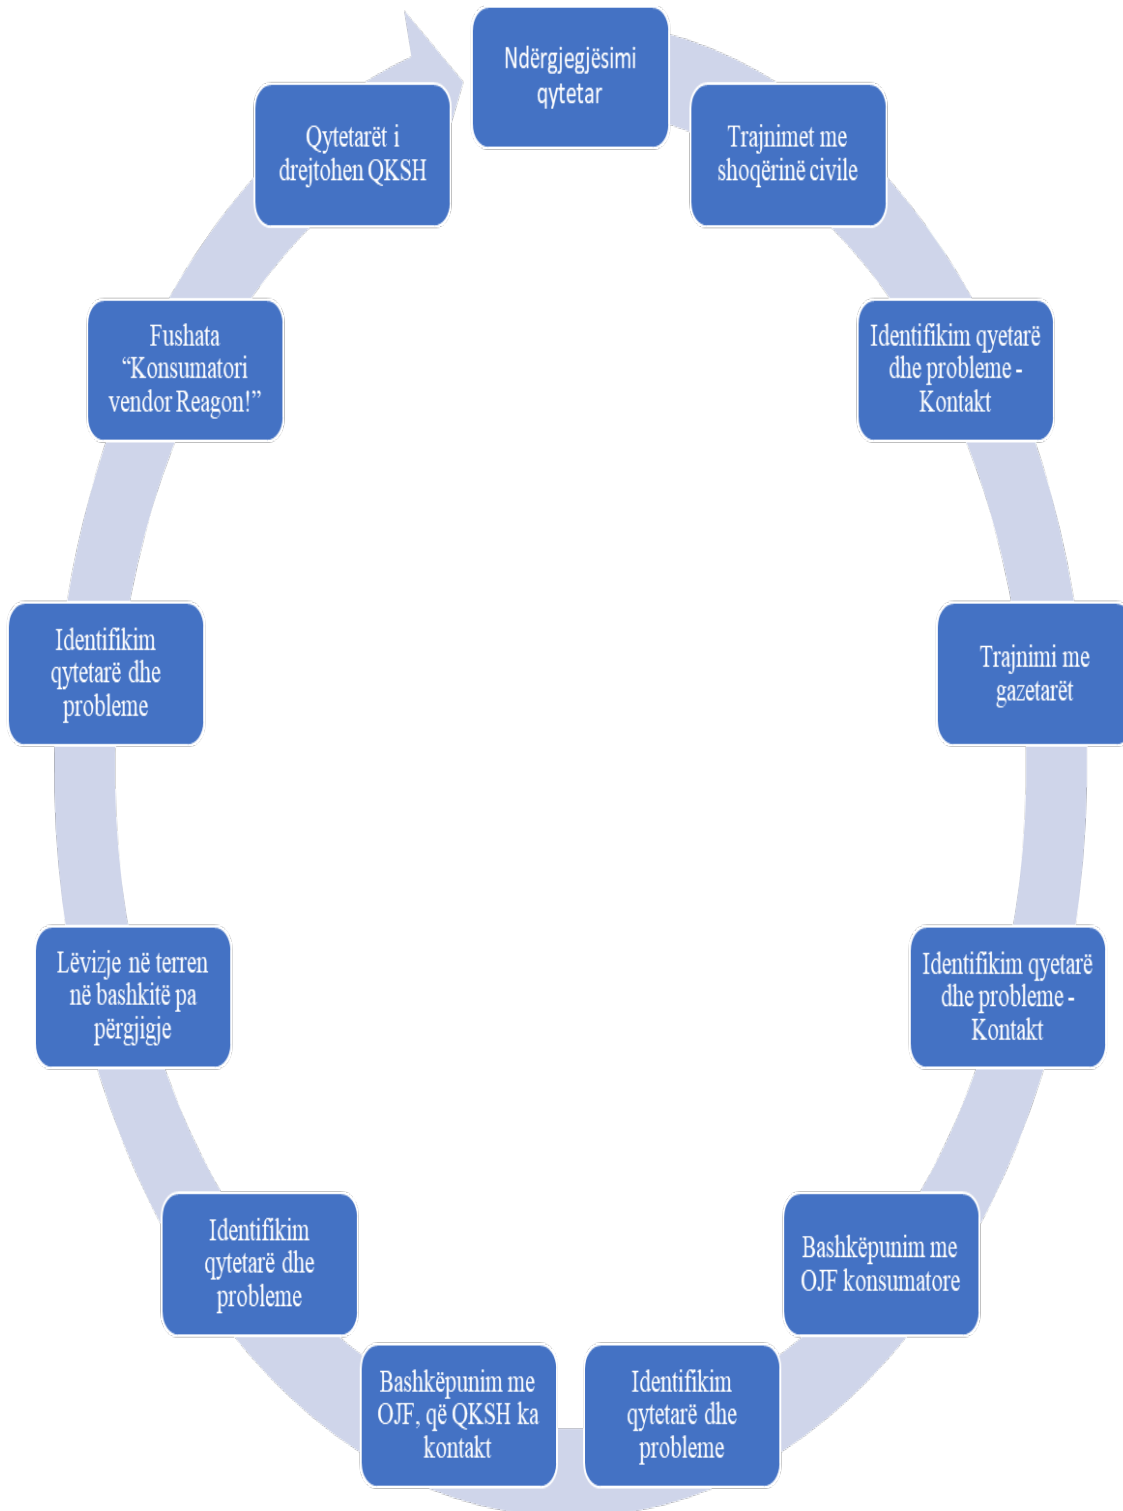 Ndërgjegjësimi
qytetar
Trajnimet me
shoqërinë civile
Identifikim qyetarë
dhe probleme -
Kontakt
Trajnimi me
gazetarët
Identifikim qyetarë
dhe probleme -
Kontakt
Bashkëpunim me
OJF konsumatore
Identifikim
qytetarë dhe
probleme
Bashkëpunim me
OJF, që QKSH ka
kontakt
Identifikim
qytetarë dhe
probleme
Lëvizje në terren
në bashkitë pa
përgjigje
Identifikim
qytetarë dhe
probleme
Fushata
“Konsumatori
vendor Reagon!”
Qytetarët i
drejtohen QKSH